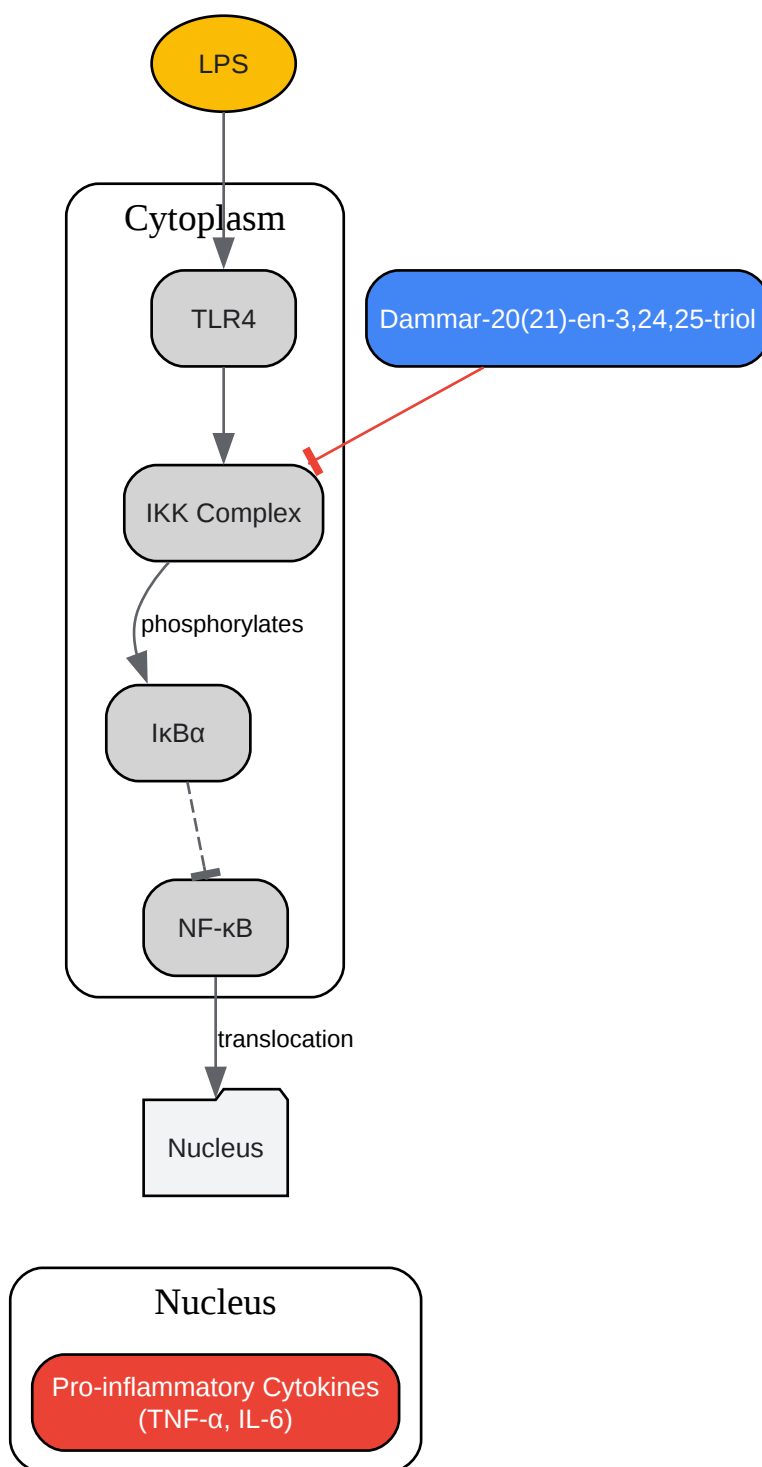 LPS
Cytoplasm
TLR4
Dammar-20(21)-en-3,24,25-triol
IKK Complex
phosphorylates
IκBα
NF-κB
translocation
Nucleus
Nucleus
Pro-inflammatory Cytokines
(TNF-α, IL-6)